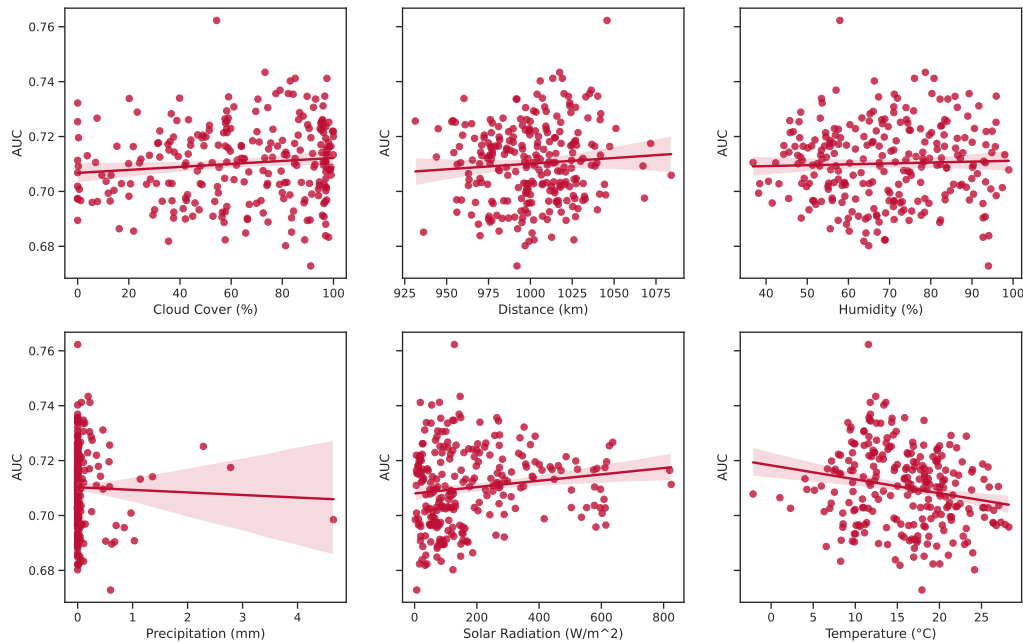 0.76
0.74
0.72
0.70
0.68
AUC
0 20 40 60 80 100
Cloud Cover (%)
AUC
925 950 975 1000 1025 1050 1075
Distance (km)
AUC
40 50 60 70 80 90 100
Humidity (%)
0.76
0.74
0.72
0.70
0.68
AUC
0 1 2 3 4
Precipitation (mm)
AUC
0 200 400 600 800
Solar Radiation (W/m^2)
AUC
0 5 10 15 20 25
Temperature (°C)